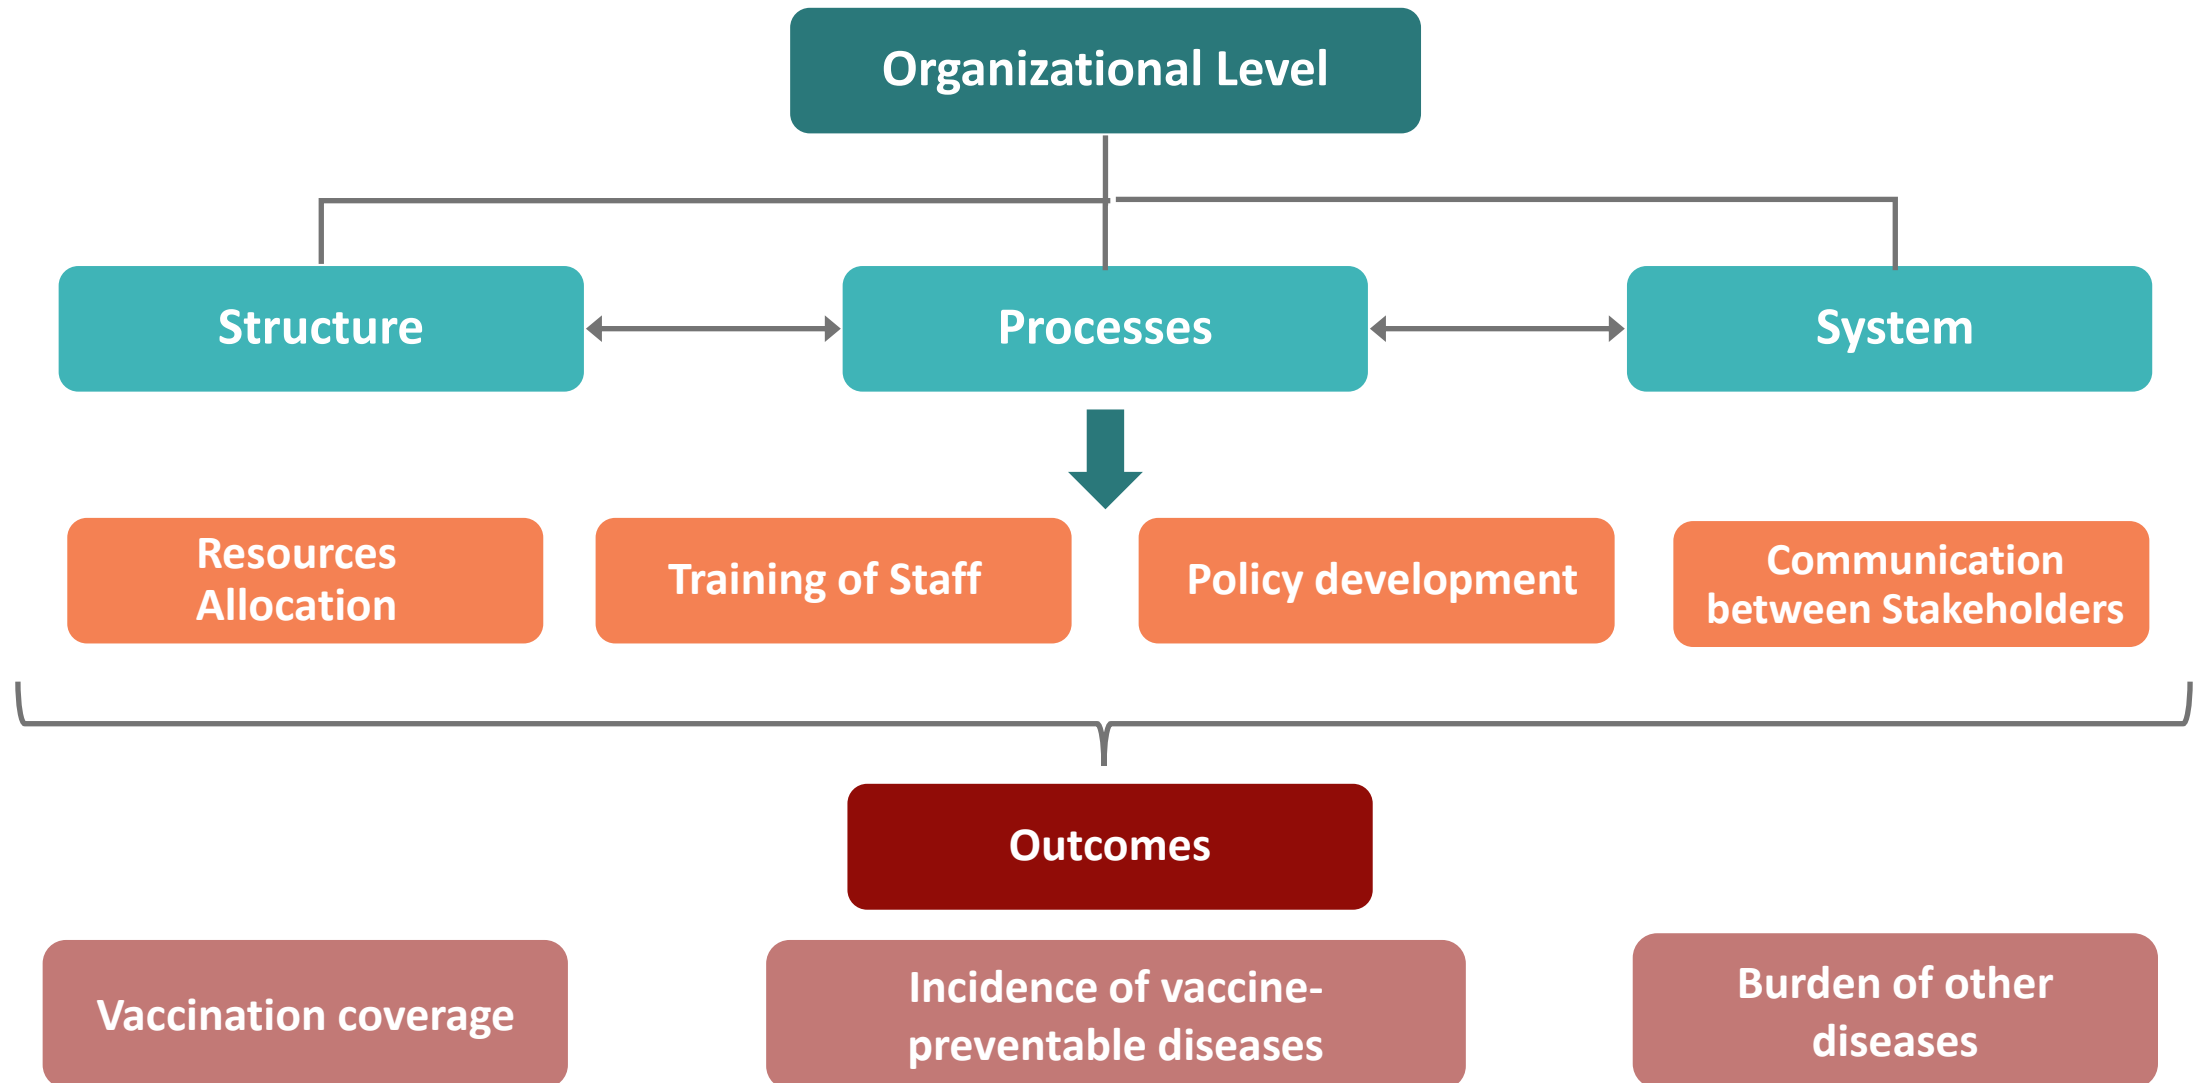 Organizational Level
Structure
Processes
System
Resources
Allocation
Training of Staff
Policy development
Communication
between Stakeholders
Outcomes
Vaccination coverage
Incidence of vaccine-
preventable diseases
Burden of other
diseases